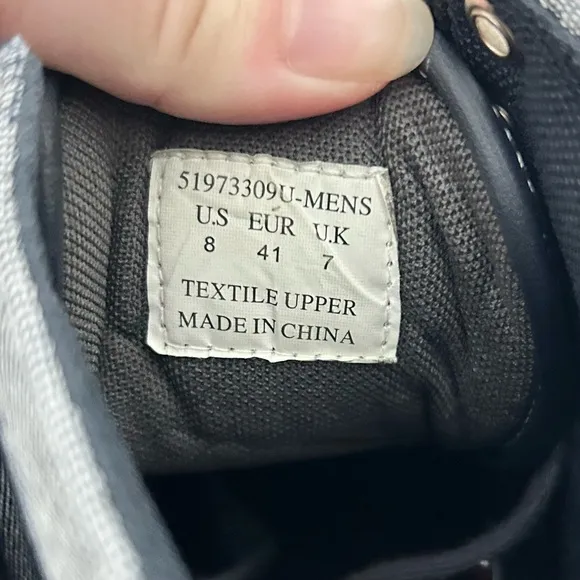 51973309U-MENS
U.S EUR U.K
8 41 7
TEXTILE UPPER
MADE IN CHINA